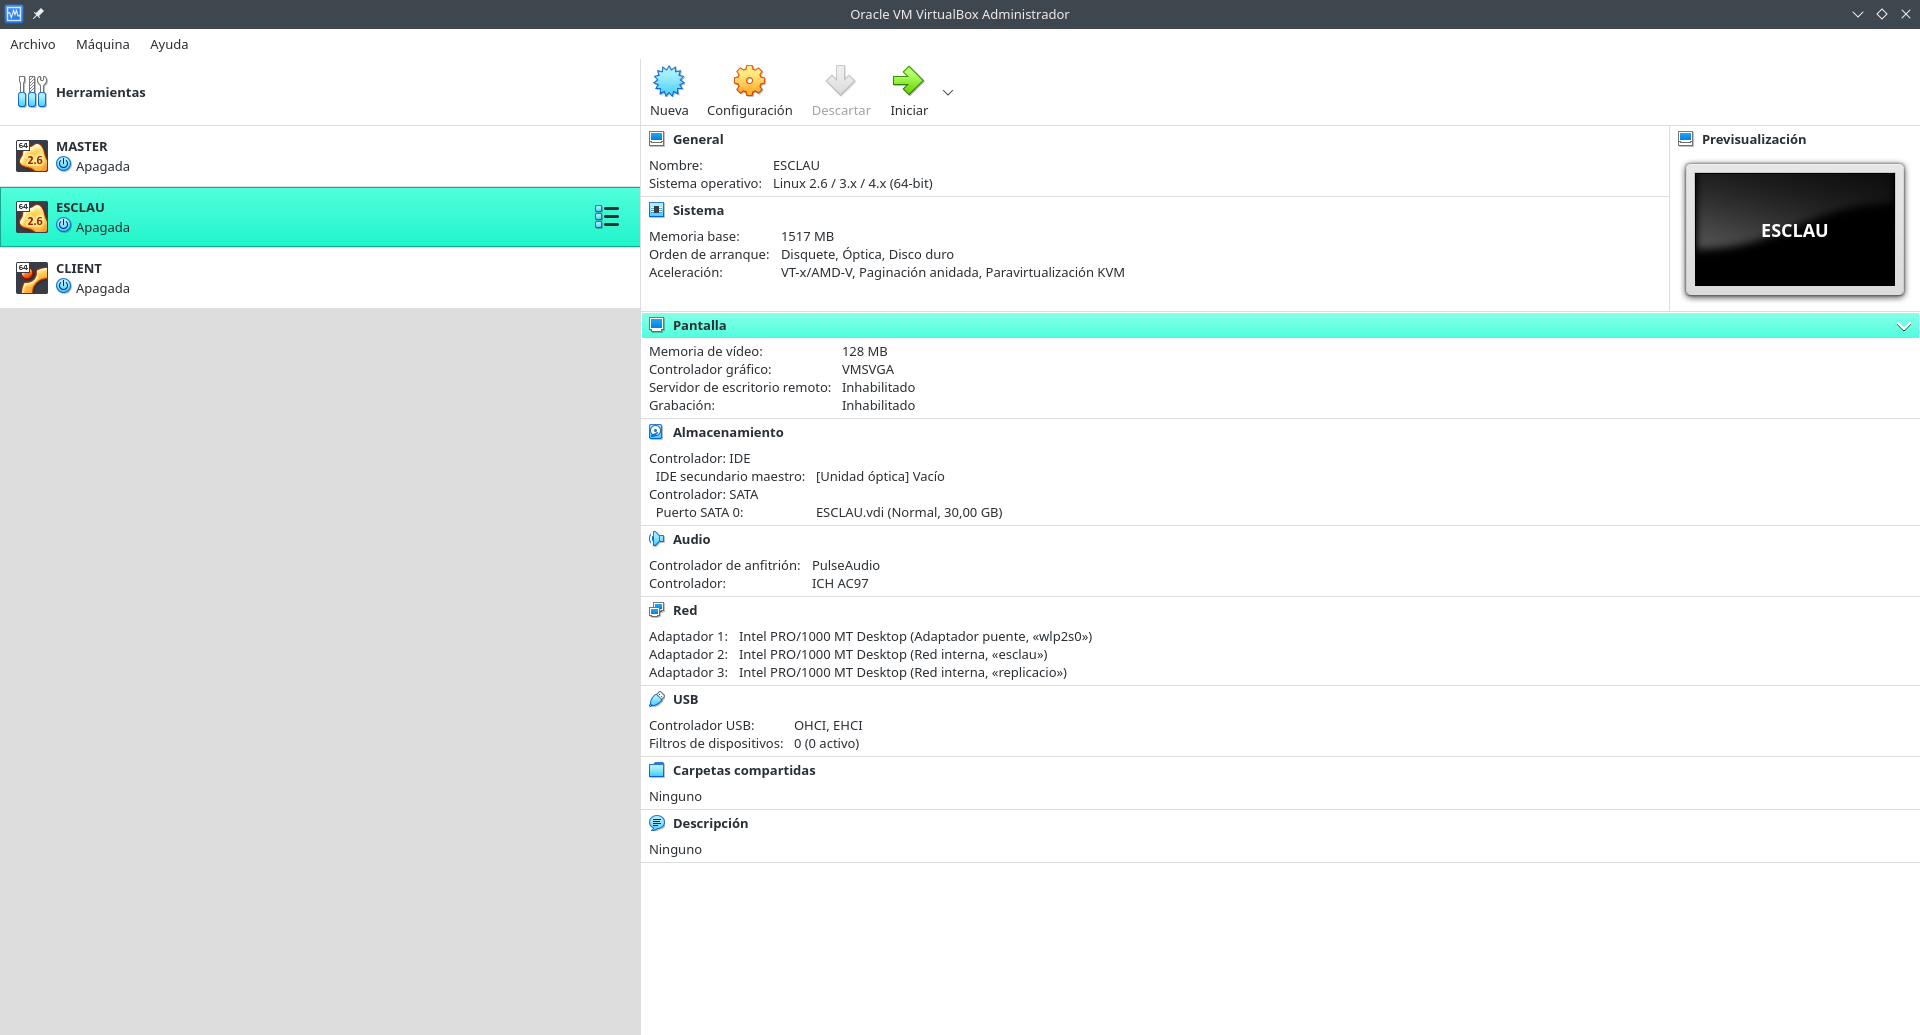 Oracle VM VirtualBox Administrador
Archivo Máquina Ayuda
Herramientas
64
2.6
MASTER
Apagada
64
2.6
ESCLAU
Apagada
64
CLIENT
Apagada
Nueva Configuración Descartar Iniciar
General
Nombre: ESCLAU
Sistema operativo: Linux 2.6 / 3.x / 4.x (64-bit)
Sistema
Memoria base: 1517 MB
Orden de arranque: Disquete, Óptica, Disco duro
Aceleración: VT-x/AMD-V, Paginación anidada, Paravirtualización KVM
Previsualización
ESCLAU
Pantalla
Memoria de vídeo: 128 MB
Controlador gráfico: VMSVGA
Servidor de escritorio remoto: Inhabilitado
Grabación: Inhabilitado
Almacenamiento
Controlador: IDE
IDE secundario maestro: [Unidad óptica] Vacío
Controlador: SATA
Puerto SATA 0: ESCLAU.vdi (Normal, 30,00 GB)
Audio
Controlador de anfitrión: PulseAudio
Controlador: ICH AC97
Red
Adaptador 1: Intel PRO/1000 MT Desktop (Adaptador puente, «wlp2s0»)
Adaptador 2: Intel PRO/1000 MT Desktop (Red interna, «esclau»)
Adaptador 3: Intel PRO/1000 MT Desktop (Red interna, «replicacio»)
USB
Controlador USB: OHCI, EHCI
Filtros de dispositivos: 0 (0 activo)
Carpetas compartidas
Ninguno
Descripción
Ninguno